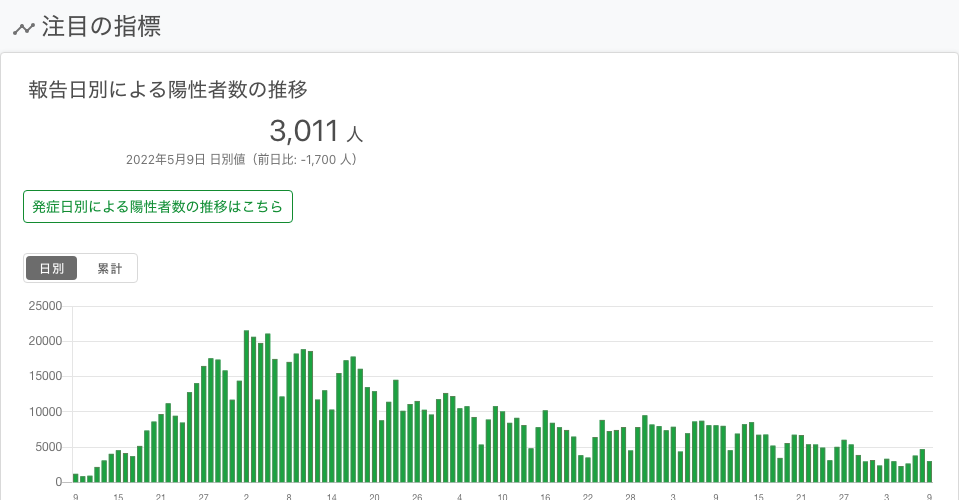 注目の指標
報告日別による陽性者数の推移
3,011 人
2022年5月9日 日別値（前日比: -1,700 人）
発症日別による陽性者数の推移はこちら
日別 累計
25000
20000
15000
10000
5000
0
9 15 21 27 2 8 14 20 26 4 10 16 22 28 3 9 15 21 27 3 9